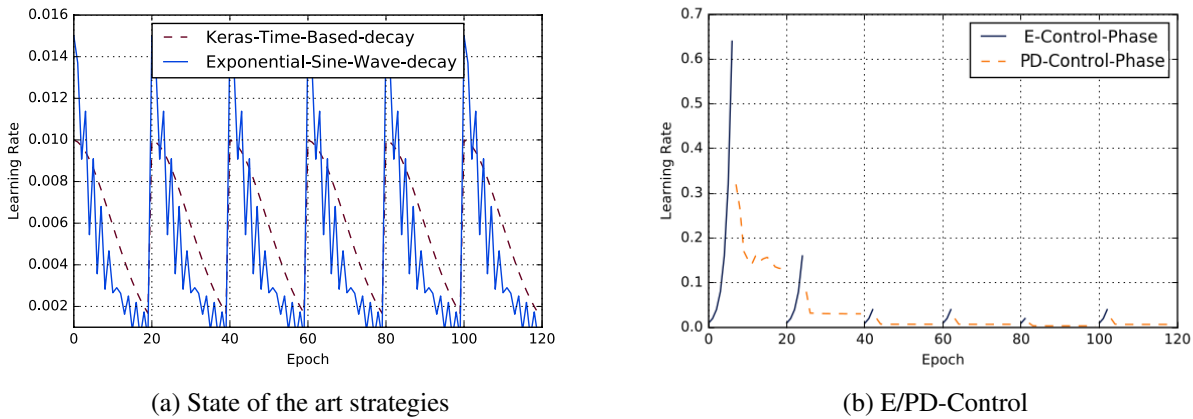 0.016
0.014
0.012
0.010
0.008
0.006
0.004
0.002
Learning Rate
0 20 40 60 80 100 120
Epoch
Keras-Time-Based-decay
Exponential-Sine-Wave-decay
(a) State of the art strategies
0.7
0.6
0.5
0.4
0.3
0.2
0.1
0.0
Learning Rate
0 20 40 60 80 100 120
Epoch
E-Control-Phase
PD-Control-Phase
(b) E/PD-Control